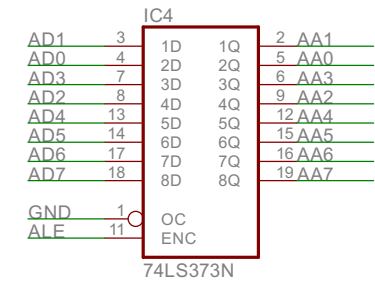 IC4
AD1 3 1D 1Q 2 AA1
AD0 4 2D 2Q 5 AA0
AD3 7 3D 3Q 6 AA3
AD2 8 4D 4Q 9 AA2
AD4 13 5D 5Q 12 AA4
AD5 14 6D 6Q 15 AA5
AD6 17 7D 7Q 16 AA6
AD7 18 8D 8Q 19 AA7
GND 1 OC
ALE 11 ENC
74LS373N